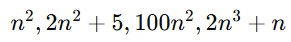 n², 2n² + 5, 100n², 2n³ + n